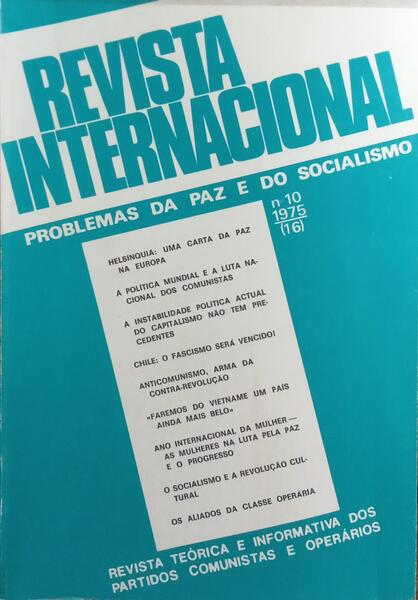 REVISTA
INTERNACIONAL
PROBLEMAS DA PAZ E DO SOCIALISMO
n 10
1975
(16)
HELSÍNQUIA: UMA CARTA DA PAZ
NA EUROPA
A POLÍTICA MUNDIAL E A LUTA NA-
CIONAL DOS COMUNISTAS
A INSTABILIDADE POLÍTICA ACTUAL
DO CAPITALISMO NÃO TEM PRE-
CEDENTES
CHILE: O FASCISMO SERÁ VENCIDO!
ANTICOMUNISMO, ARMA DA
CONTRA-REVOLUÇÃO
«FAREMOS DO VIETNAME UM PAÍS
AINDA MAIS BELO»
ANO INTERNACIONAL DA MULHER —
AS MULHERES NA LUTA PELA PAZ
E O PROGRESSO
O SOCIALISMO E A REVOLUÇÃO CUL-
TURAL
OS ALIADOS DA CLASSE OPERÁRIA
REVISTA TEÓRICA E INFORMATIVA DOS
PARTIDOS COMUNISTAS E OPERÁRIOS